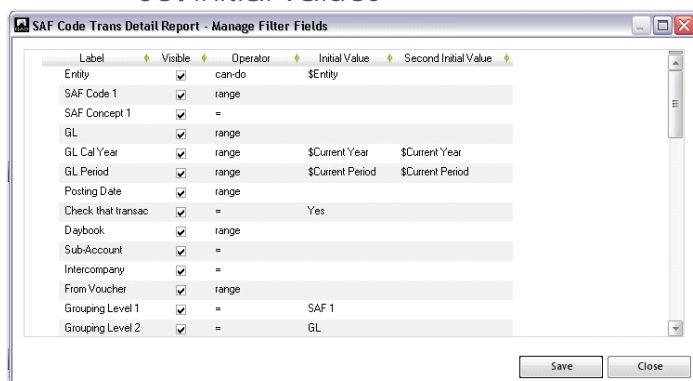 SAF Code Trans Detail Report - Manage Filter Fields
Label Visible Operator Initial Value Second Initial Value
Entity can-do $Entity
SAF Code 1 range
SAF Concept 1 =
GL range
GL Cal Year range $Current Year $Current Year
GL Period range $Current Period $Current Period
Posting Date range
Check that transac = Yes
Daybook range
Sub-Account =
Intercompany =
From Voucher range
Grouping Level 1 = SAF 1
Grouping Level 2 = GL
Save Close